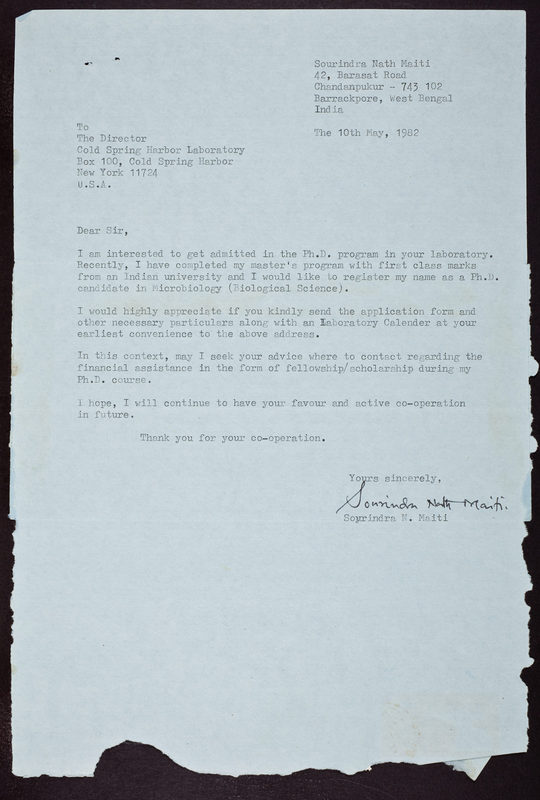 Sourindra Nath Maiti
42, Barasat Road
Chandanpukur - 743 102
Barrackpore, West Bengal
India
The 10th May, 1982
To
The Director
Cold Spring Harbor Laboratory
Box 100, Cold Spring Harbor
New York 11724
U.S.A.
Dear Sir,
I am interested to get admitted in the Ph.D. program in your laboratory.
Recently, I have completed my master's program with first class marks
from an Indian university and I would like to register my name as a Ph.D.
candidate in Microbiology (Biological Science).
I would highly appreciate if you kindly send the application form and
other necessary particulars along with an Laboratory Calender at your
earliest convenience to the above address.
In this context, may I seek your advice where to contact regarding the
financial assistance in the form of fellowship/scholarship during my
Ph.D. course.
I hope, I will continue to have your favour and active co-operation
in future.
Thank you for your co-operation.
Yours sincerely,
Sourindra Nath Maiti.
Sourindra N. Maiti